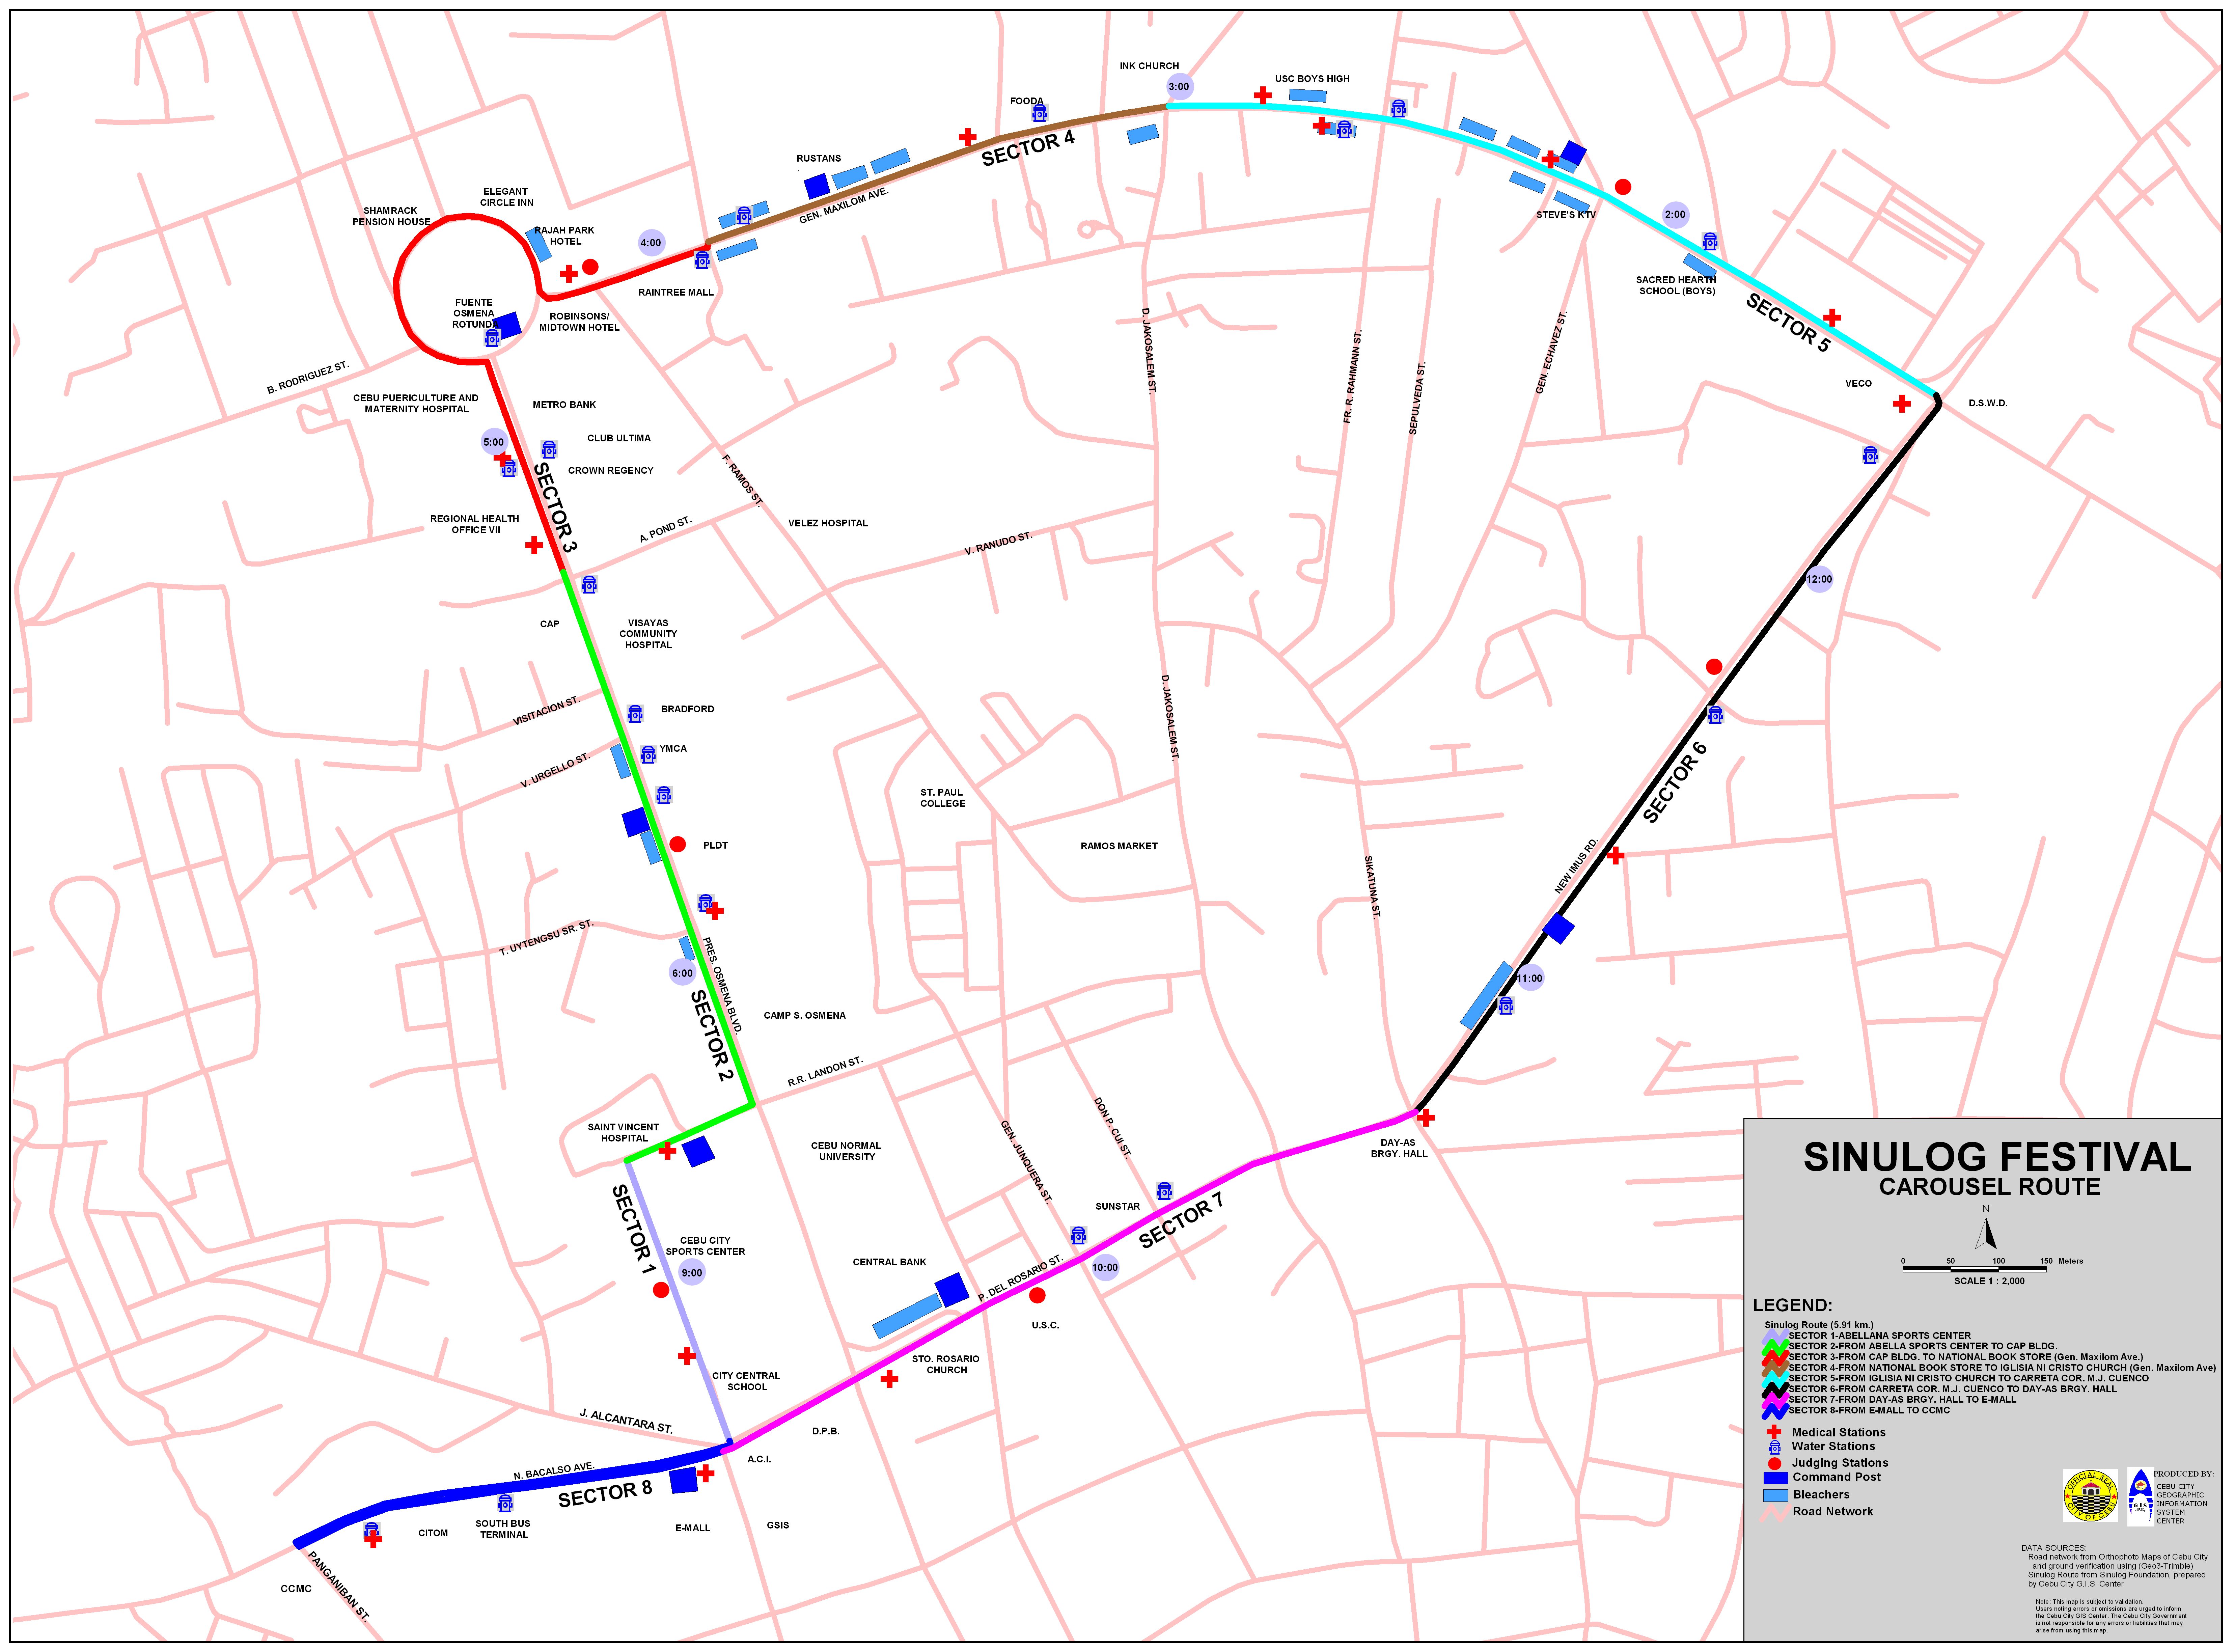 INK CHURCH
3:00
USC BOYS HIGH
FOODA
SECTOR 4
RUSTANS
GEN. MAXILOM AVE.
ELEGANT
CIRCLE INN
SHAMRACK
PENSION HOUSE
RAJAH PARK
HOTEL
4:00
RAINTREE MALL
STEVE'S KTV
2:00
SACRED HEARTH
SCHOOL (BOYS)
SECTOR 5
FUENTE
OSMENA
ROTUNDA
ROBINSONS/
MIDTOWN HOTEL
B. RODRIGUEZ ST.
CEBU PUERICULTURE AND
MATERNITY HOSPITAL
METRO BANK
5:00
CLUB ULTIMA
CROWN REGENCY
SECTOR 3
D. JAKOSALEM ST.
FR. R. RAHMANN ST.
SEPULVEDA ST.
GEN. ECHAVEZ ST.
VECO
D.S.W.D.
F. RAMOS ST.
REGIONAL HEALTH
OFFICE VII
A. POND ST.
VELEZ HOSPITAL
V. RANUDO ST.
12:00
CAP
VISAYAS
COMMUNITY
HOSPITAL
VISITACION ST.
BRADFORD
YMCA
V. URGELLO ST.
D. JAKOSALEM ST.
SECTOR 6
ST. PAUL
COLLEGE
PLDT
RAMOS MARKET
SIKATUNA ST.
NEW IMUS RD.
T. UYTENGSU SR. ST.
PRES. OSMENA BLVD.
6:00
11:00
SECTOR 2
CAMP S. OSMENA
R.R. LANDON ST.
SAINT VINCENT
HOSPITAL
CEBU NORMAL
UNIVERSITY
GEN. JUNQUERA ST.
DON P. CUI ST.
DAY-AS
BRGY. HALL
SECTOR 1
SUNSTAR
SECTOR 7
CEBU CITY
SPORTS CENTER
9:00
CENTRAL BANK
P. DEL ROSARIO ST.
10:00
U.S.C.
STO. ROSARIO
CHURCH
CITY CENTRAL
SCHOOL
J. ALCANTARA ST.
D.P.B.
A.C.I.
N. BACALSO AVE.
SECTOR 8
SOUTH BUS
TERMINAL
CITOM
E-MALL
GSIS
CCMC
PANGANIBAN ST.
SINULOG FESTIVAL
CAROUSEL ROUTE
N
0 50 100 150 Meters
SCALE 1 : 2,000
LEGEND:
Sinulog Route (5.91 km.)
SECTOR 1-ABELLANA SPORTS CENTER
SECTOR 2-FROM ABELLA SPORTS CENTER TO CAP BLDG.
SECTOR 3-FROM CAP BLDG. TO NATIONAL BOOK STORE (Gen. Maxilom Ave.)
SECTOR 4-FROM NATIONAL BOOK STORE TO IGLISIA NI CRISTO CHURCH (Gen. Maxilom Ave)
SECTOR 5-FROM IGLISIA NI CRISTO CHURCH TO CARRETA COR. M.J. CUENCO
SECTOR 6-FROM CARRETA COR. M.J. CUENCO TO DAY-AS BRGY. HALL
SECTOR 7-FROM DAY-AS BRGY. HALL TO E-MALL
SECTOR 8-FROM E-MALL TO CCMC
Medical Stations
Water Stations
Judging Stations
Command Post
Bleachers
Road Network
OFFICIAL SEAL
CITY OF CEBU
GIS
PRODUCED BY:
CEBU CITY
GEOGRAPHIC
INFORMATION
SYSTEM
CENTER
DATA SOURCES:
Road network from Orthophoto Maps of Cebu City
and ground verification using (Geo3-Trimble)
Sinulog Route from Sinulog Foundation, prepared
by Cebu City G.I.S. Center
Note: This map is subject to validation.
Users noting errors or omissions are urged to inform
the Cebu City GIS Center. The Cebu City Government
is not responsible for any errors or liabilities that may
arise from using this map.